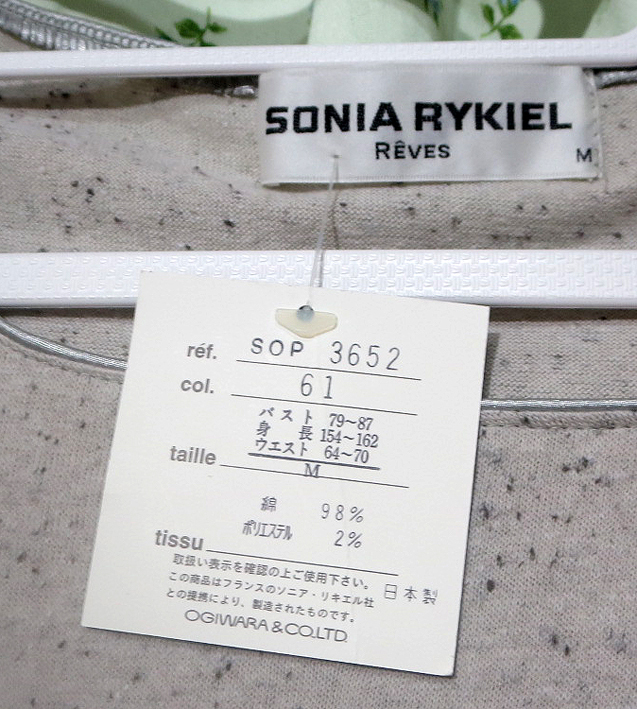 SONIA RYKIEL
RÊVES
M
réf. SOP 3652
col. 61
バスト 79～87
身長 154～162
ウエスト 64～70
taille M
綿 98%
ポリエステル 2%
tissu
取扱い表示を確認の上ご使用下さい。
この商品はフランスのソニア・リキエル社
との提携により、製造されたものです。
日本製
OGIWARA & CO.LTD.